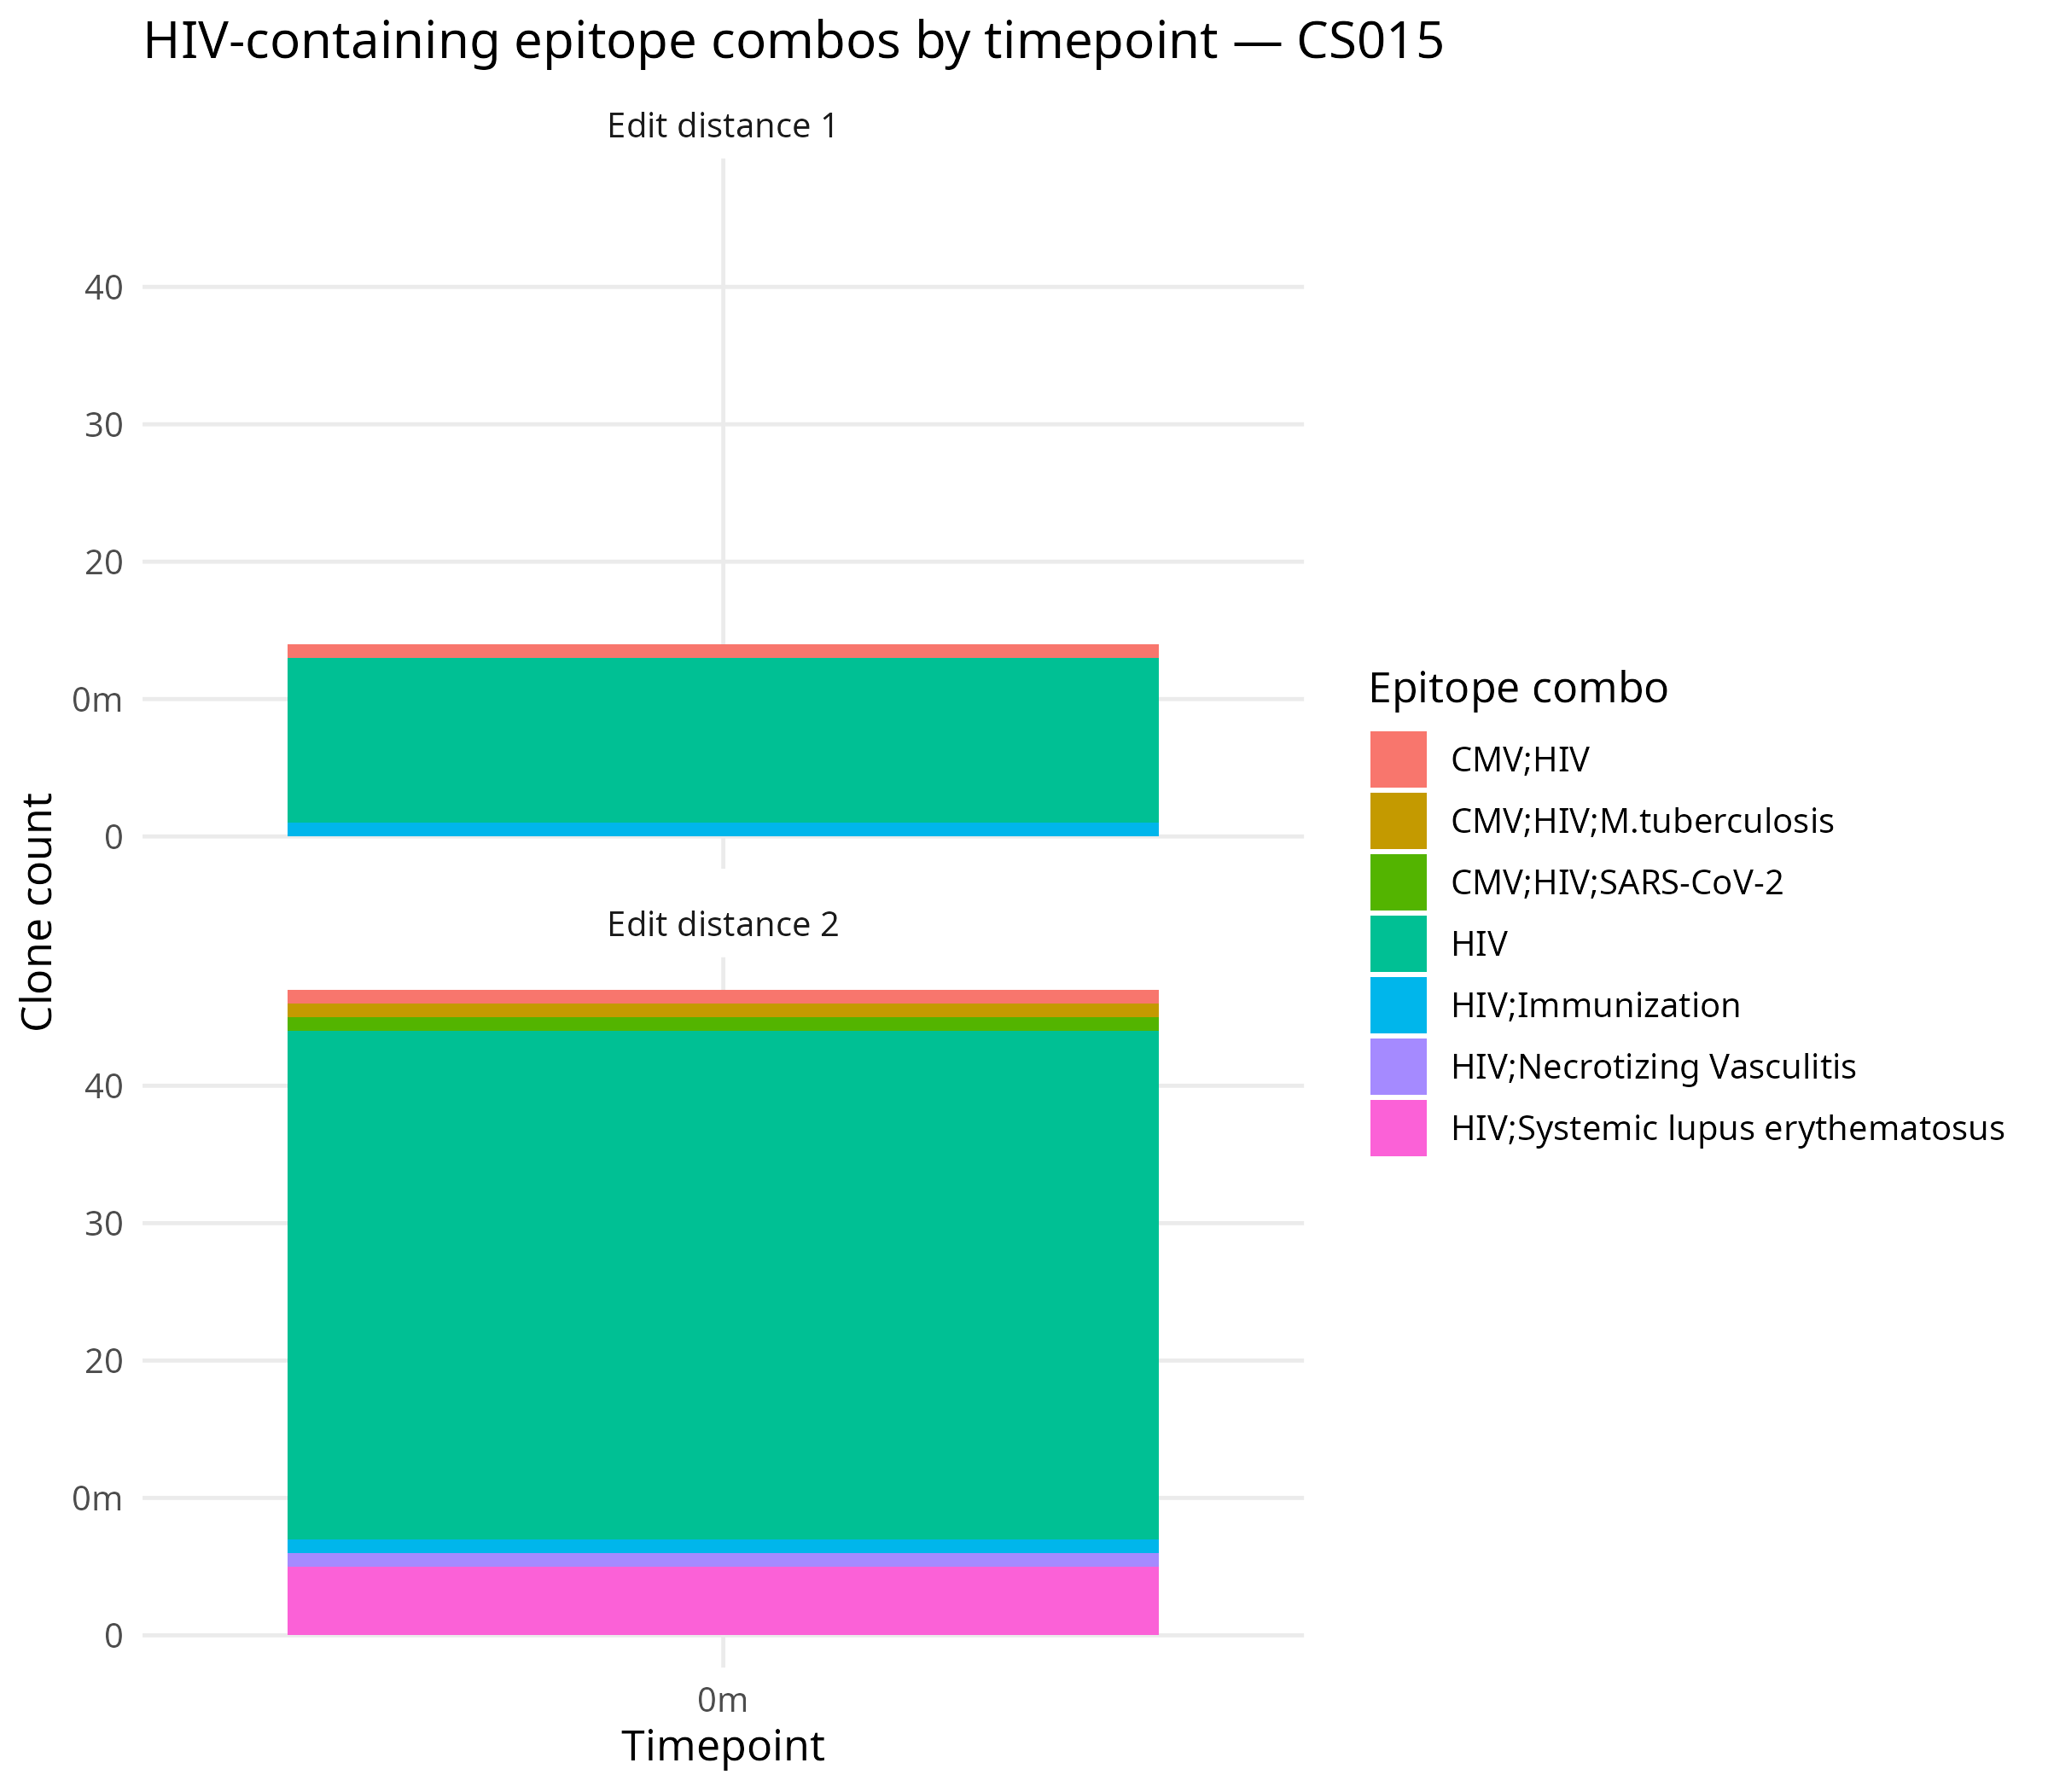 HIV-containing epitope combos by timepoint — CS015
Edit distance 1
40
30
20
0m
0
Edit distance 2
40
30
20
0m
0
0m
Timepoint
Clone count
Epitope combo
CMV;HIV
CMV;HIV;M.tuberculosis
CMV;HIV;SARS-CoV-2
HIV
HIV;Immunization
HIV;Necrotizing Vasculitis
HIV;Systemic lupus erythematosus